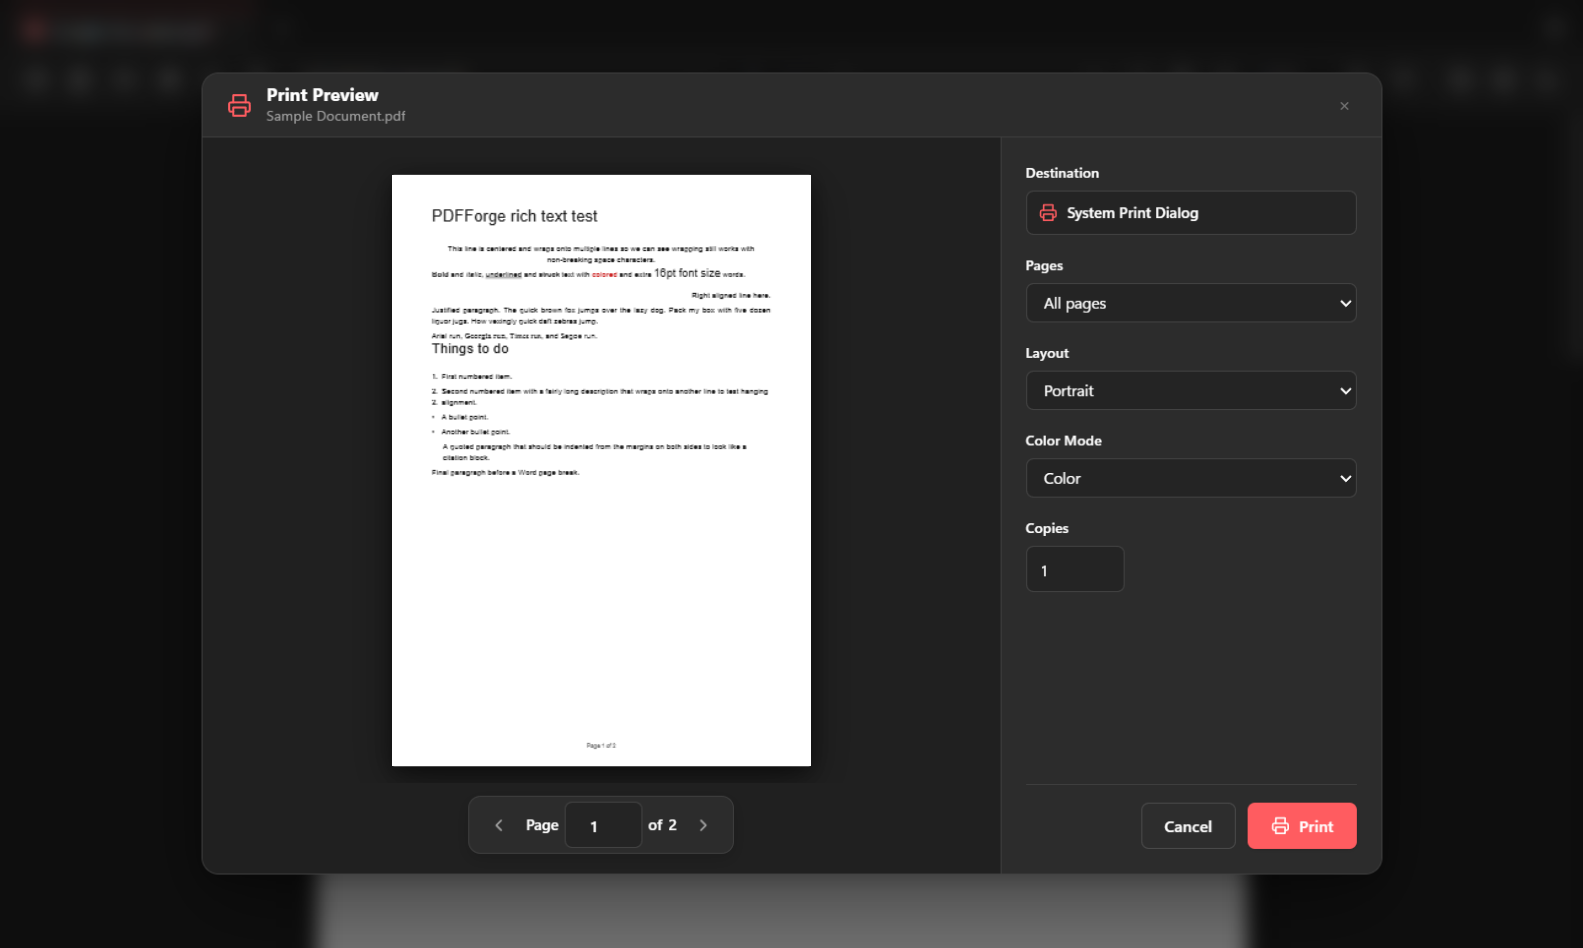 Print Preview
Sample Document.pdf
PDFForge rich text test
This line is centered and wraps onto multiple lines so we can see wrapping still works with
non-breaking space characters.
Bold and italic, underlined and struck text with colored and extra 16pt font size words.
Right aligned line here.
Justified paragraph. The quick brown fox jumps over the lazy dog. Pack my box with five dozen
liquor jugs. How vexingly quick daft zebras jump.
Arial run, Georgia run, Times run, and Segoe run.
Things to do
1. First numbered item.
2. Second numbered item with a fairly long description that wraps onto another line to test hanging
2. alignment.
• A bullet point.
• Another bullet point.
A quoted paragraph that should be indented from the margins on both sides to look like a
citation block.
Final paragraph before a Word page break.
Page 1 of 2
Page 1 of 2
Destination
System Print Dialog
Pages
All pages
Layout
Portrait
Color Mode
Color
Copies
1
Cancel
Print